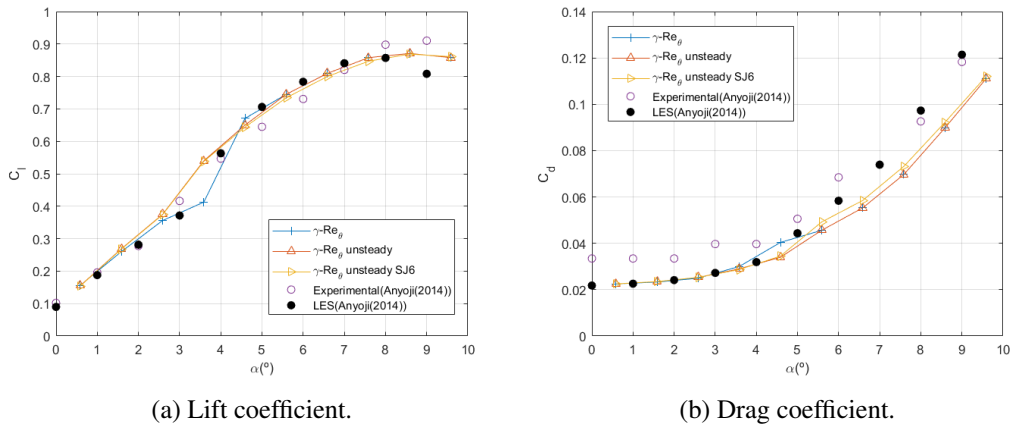 1
0.9
0.8
0.7
0.6
0.5
0.4
0.3
0.2
0.1
0
C_l
0 1 2 3 4 5 6 7 8 9 10
α(º)
γ-Re_θ
γ-Re_θ unsteady
γ-Re_θ unsteady SJ6
Experimental(Anyoji(2014))
LES(Anyoji(2014))
(a) Lift coefficient.
0.14
0.12
0.1
0.08
0.06
0.04
0.02
0
C_d
0 1 2 3 4 5 6 7 8 9 10
α(º)
γ-Re_θ
γ-Re_θ unsteady
γ-Re_θ unsteady SJ6
Experimental(Anyoji(2014))
LES(Anyoji(2014))
(b) Drag coefficient.